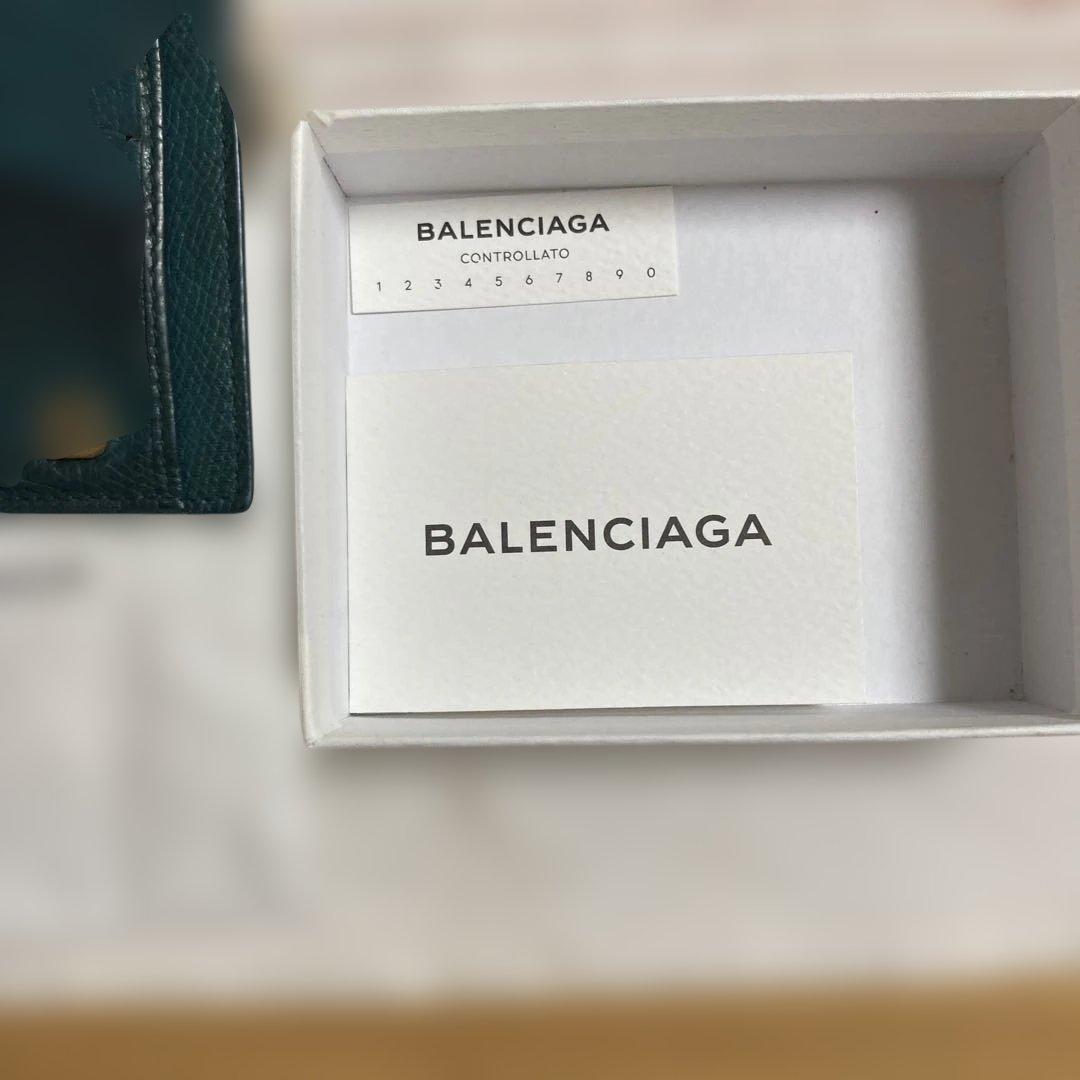 BALENCIAGA
CONTROLLATO
1 2 3 4 5 6 7 8 9 0
BALENCIAGA